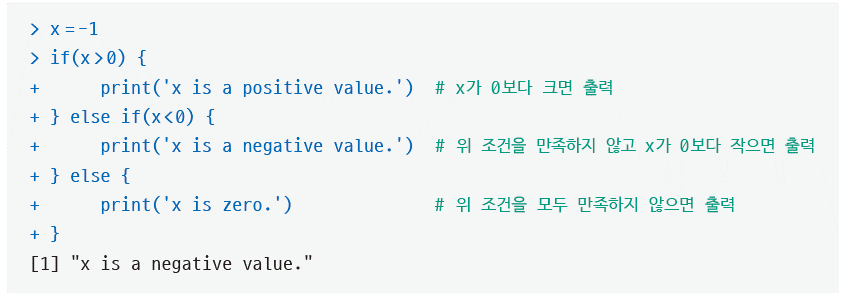 > x = -1
> if(x > 0) {
+      print('x is a positive value.')  # x가 0보다 크면 출력
+ } else if(x < 0) {
+      print('x is a negative value.')  # 위 조건을 만족하지 않고 x가 0보다 작으면 출력
+ } else {
+      print('x is zero.')              # 위 조건을 모두 만족하지 않으면 출력
+ }
[1] "x is a negative value."